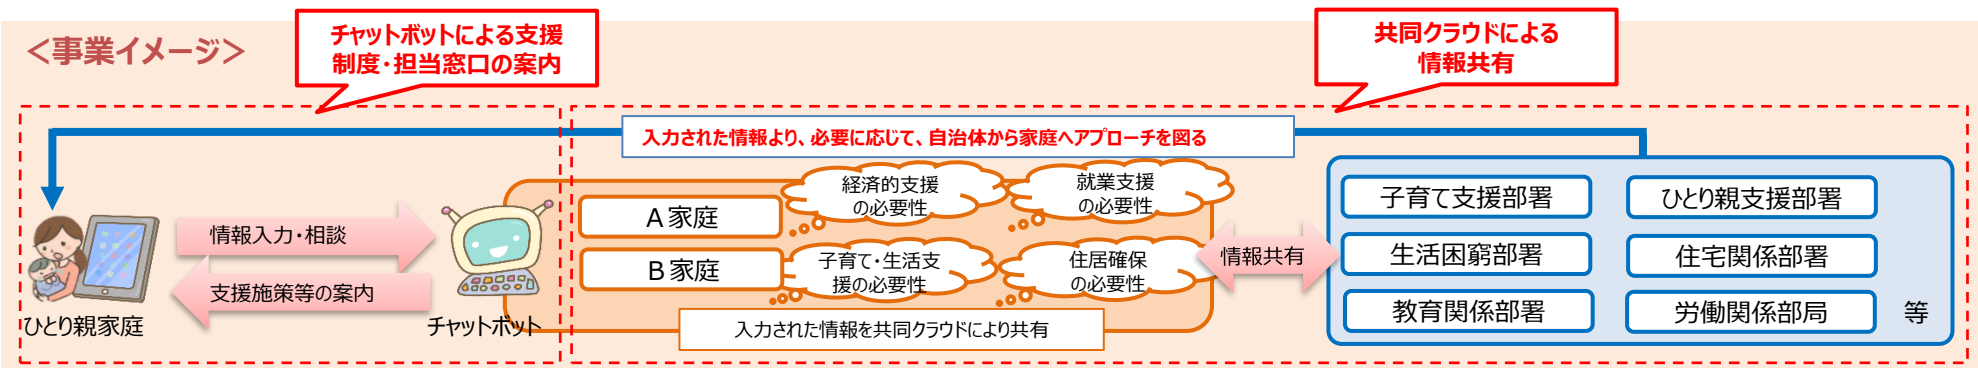 <事業イメージ>
チャットボットによる支援
制度・担当窓口の案内
共同クラウドによる
情報共有
入力された情報より、必要に応じて、自治体から家庭へアプローチを図る
ひとり親家庭
情報入力・相談
支援施策等の案内
チャットボット
A 家庭
B 家庭
経済的支援
の必要性
就業支援
の必要性
子育て・生活支
援の必要性
住居確保
の必要性
入力された情報を共同クラウドにより共有
情報共有
子育て支援部署
ひとり親支援部署
生活困窮部署
住宅関係部署
教育関係部署
労働関係部局
等